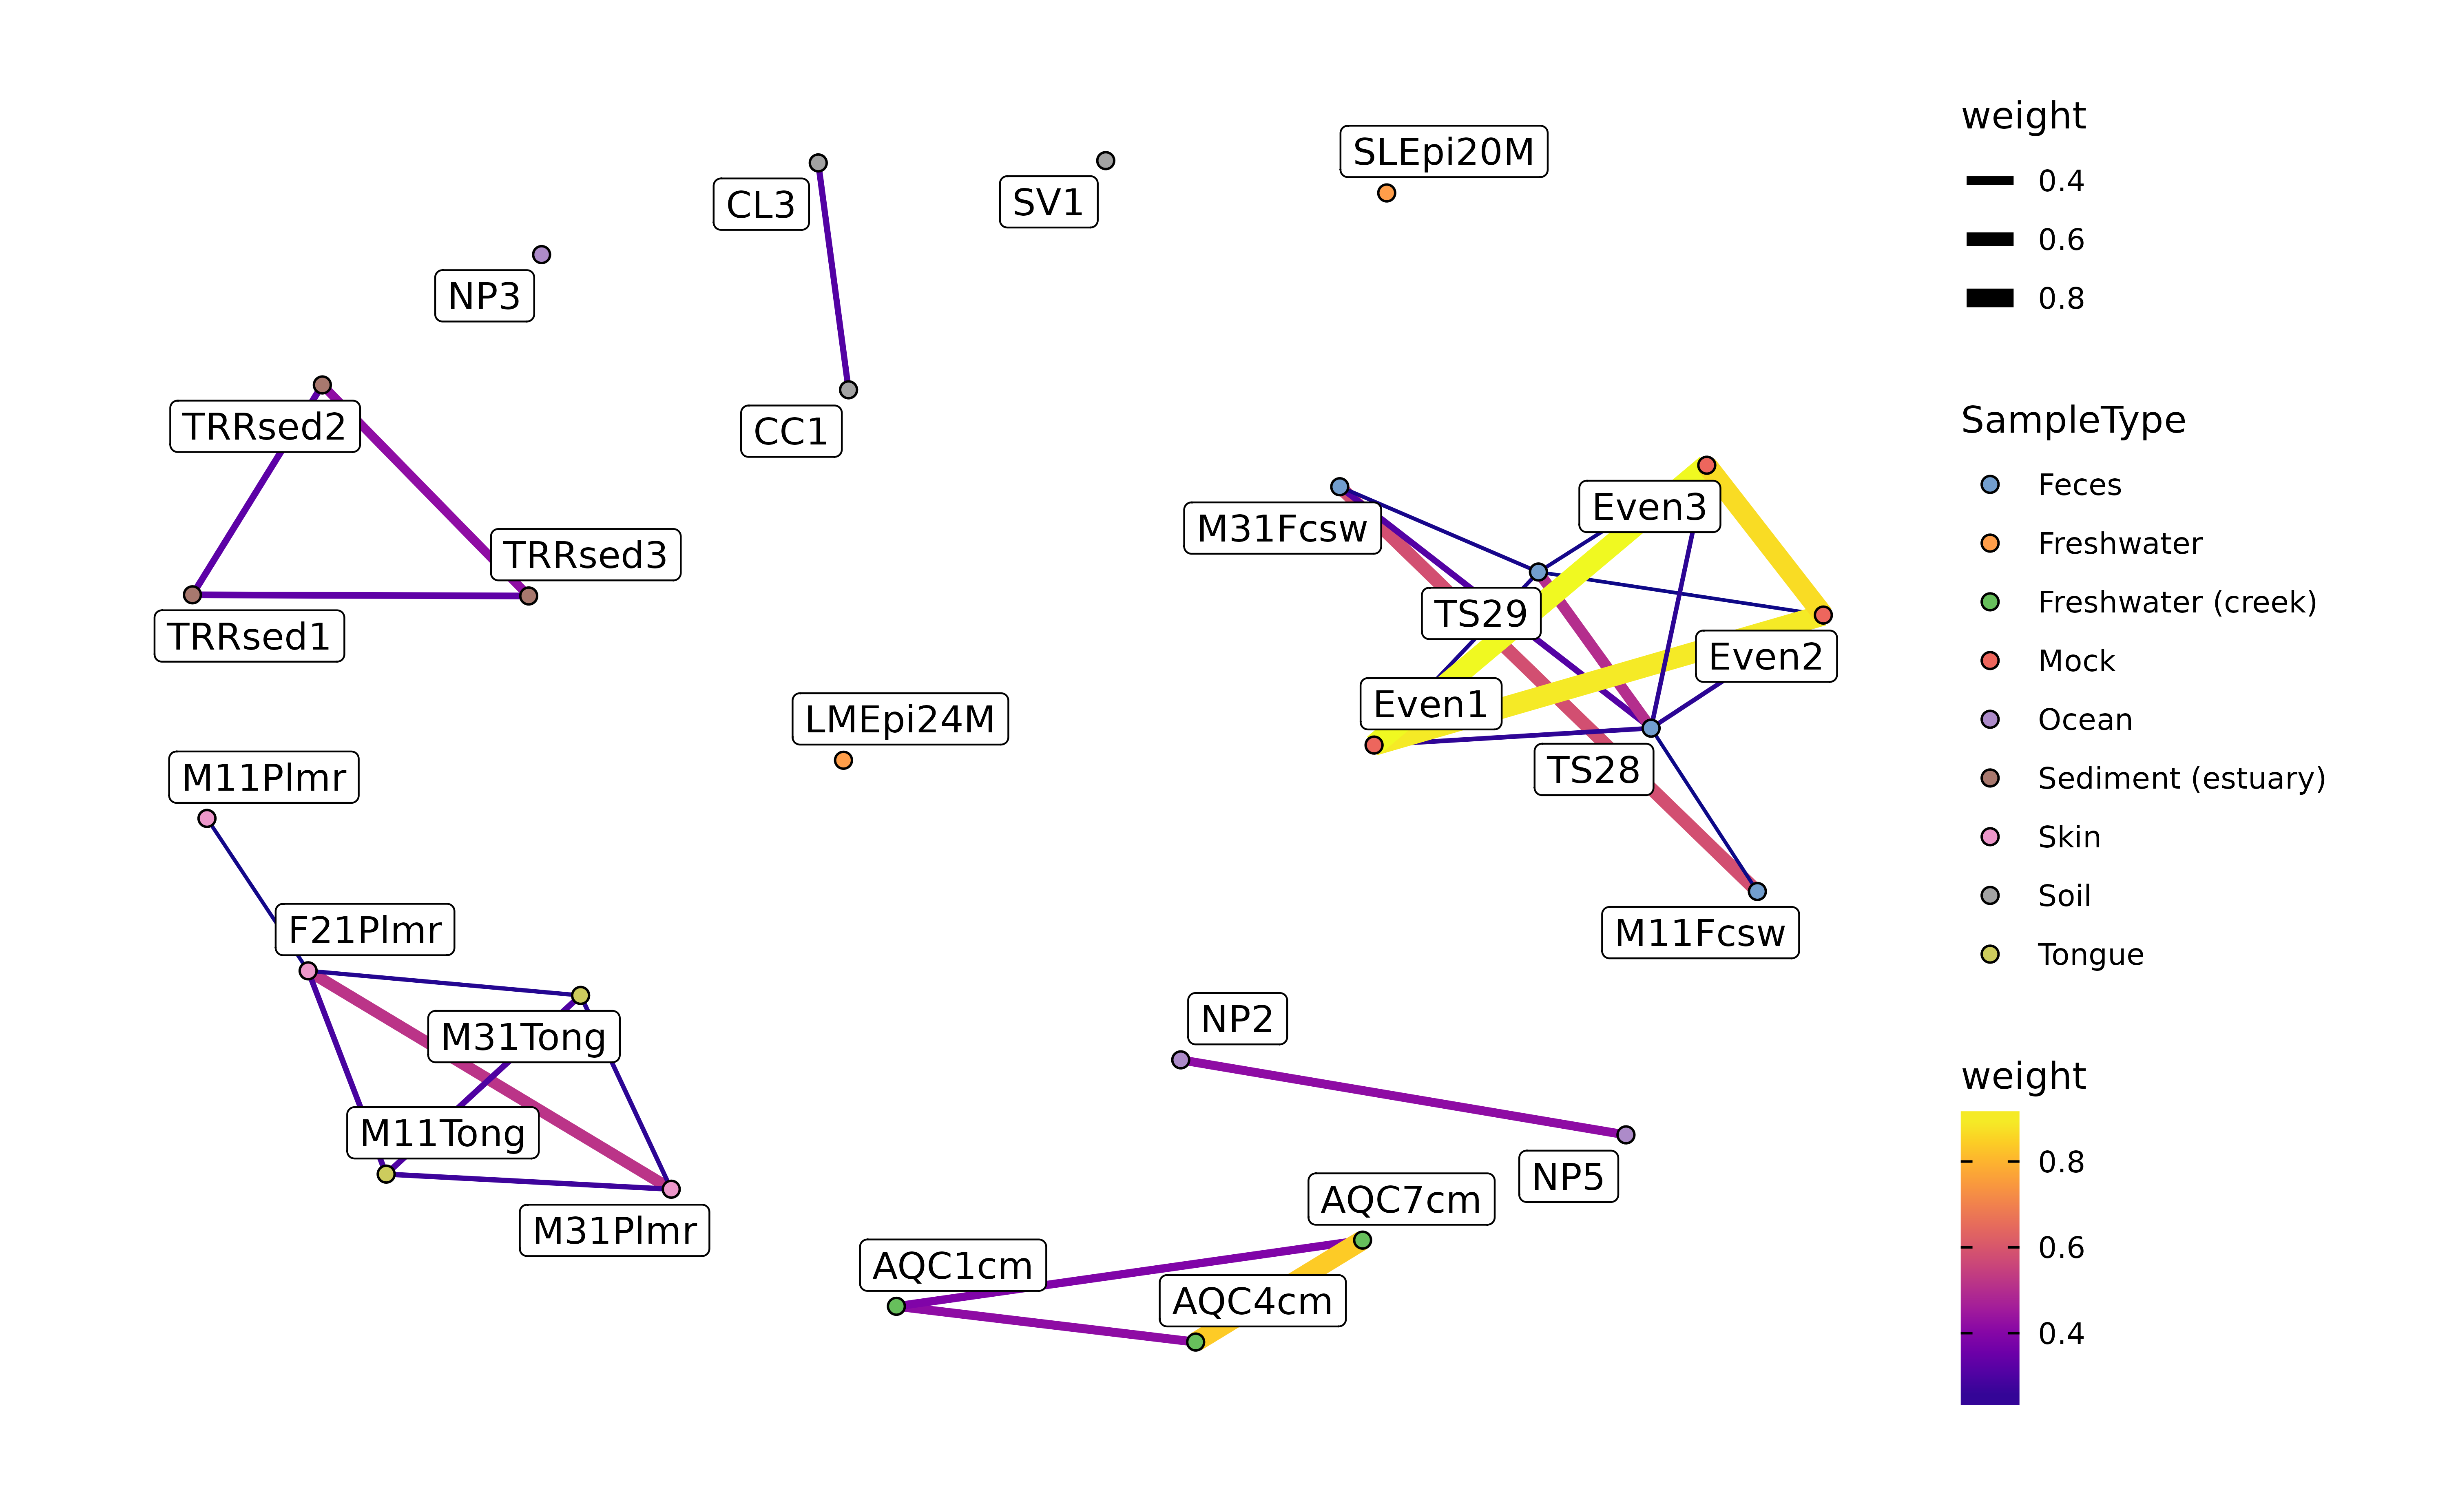 SLEpi20M
CL3
SV1
NP3
TRRsed2
CC1
TRRsed3
TRRsed1
M31Fcsw
Even3
TS29
Even2
Even1
TS28
LMEpi24M
M11Plmr
F21Plmr
M11Fcsw
M31Tong
M11Tong
M31Plmr
NP2
NP5
AQC7cm
AQC1cm
AQC4cm
weight
0.4
0.6
0.8
SampleType
Feces
Freshwater
Freshwater (creek)
Mock
Ocean
Sediment (estuary)
Skin
Soil
Tongue
weight
0.8
0.6
0.4